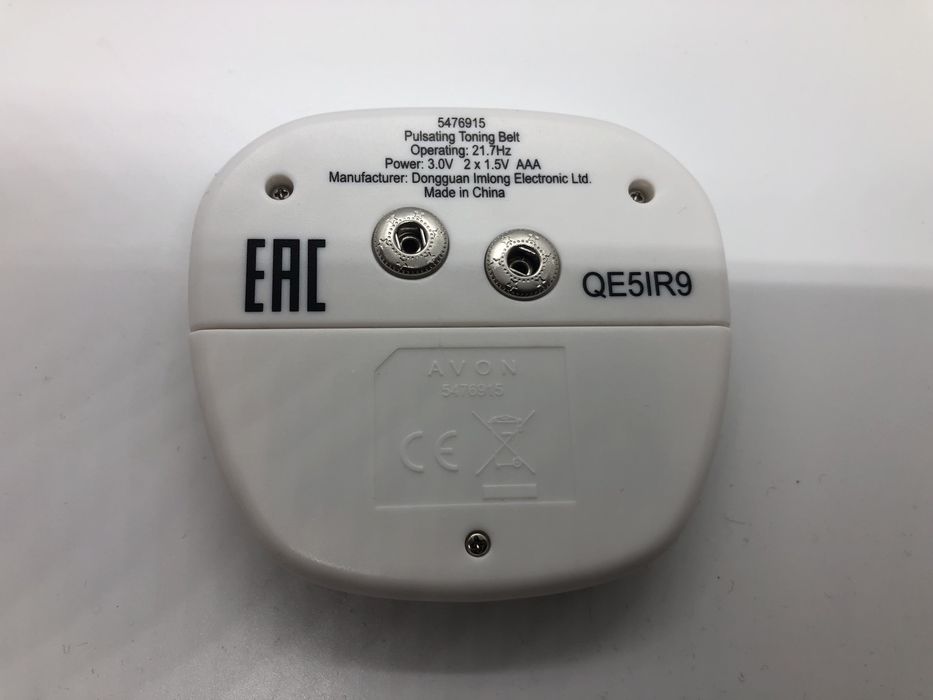 5476915
Pulsating Toning Belt
Operating: 21.7Hz
Power: 3.0V 2 x 1.5V AAA
Manufacturer: Dongguan Imlong Electronic Ltd.
Made in China
EAC
QE5IR9
AVON
5476915
CE